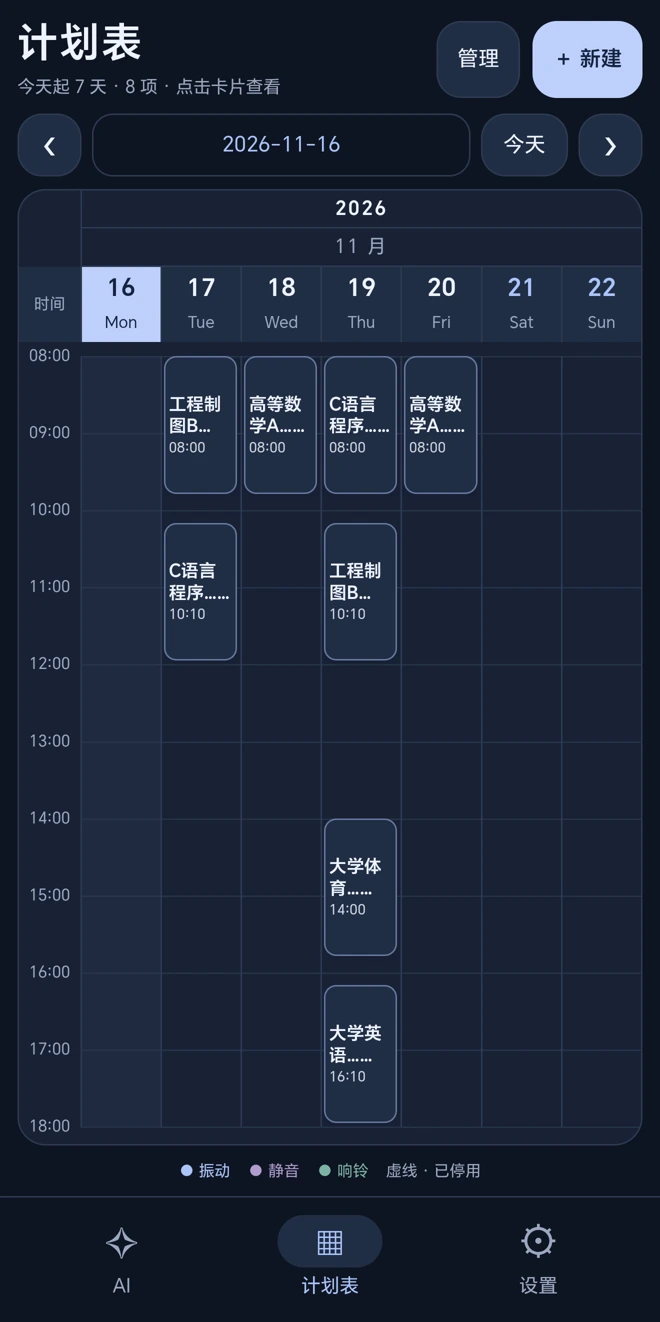 计划表
今天起 7 天 · 8 项 · 点击卡片查看
管理
+ 新建
❮
2026-11-16
今天
❯
2026
11 月
时间
16 17 18 19 20 21 22
Mon Tue Wed Thu Fri Sat Sun
08:00
工程制
图B...
08:00
高等数
学A......
08:00
C语言
程序......
08:00
高等数
学A......
08:00
09:00
10:00
C语言
程序......
10:10
工程制
图B...
10:10
11:00
12:00
13:00
14:00
大学体
育......
14:00
15:00
16:00
大学英
语......
16:10
17:00
18:00
振动 静音 响铃 虚线 · 已停用
AI
计划表
设置